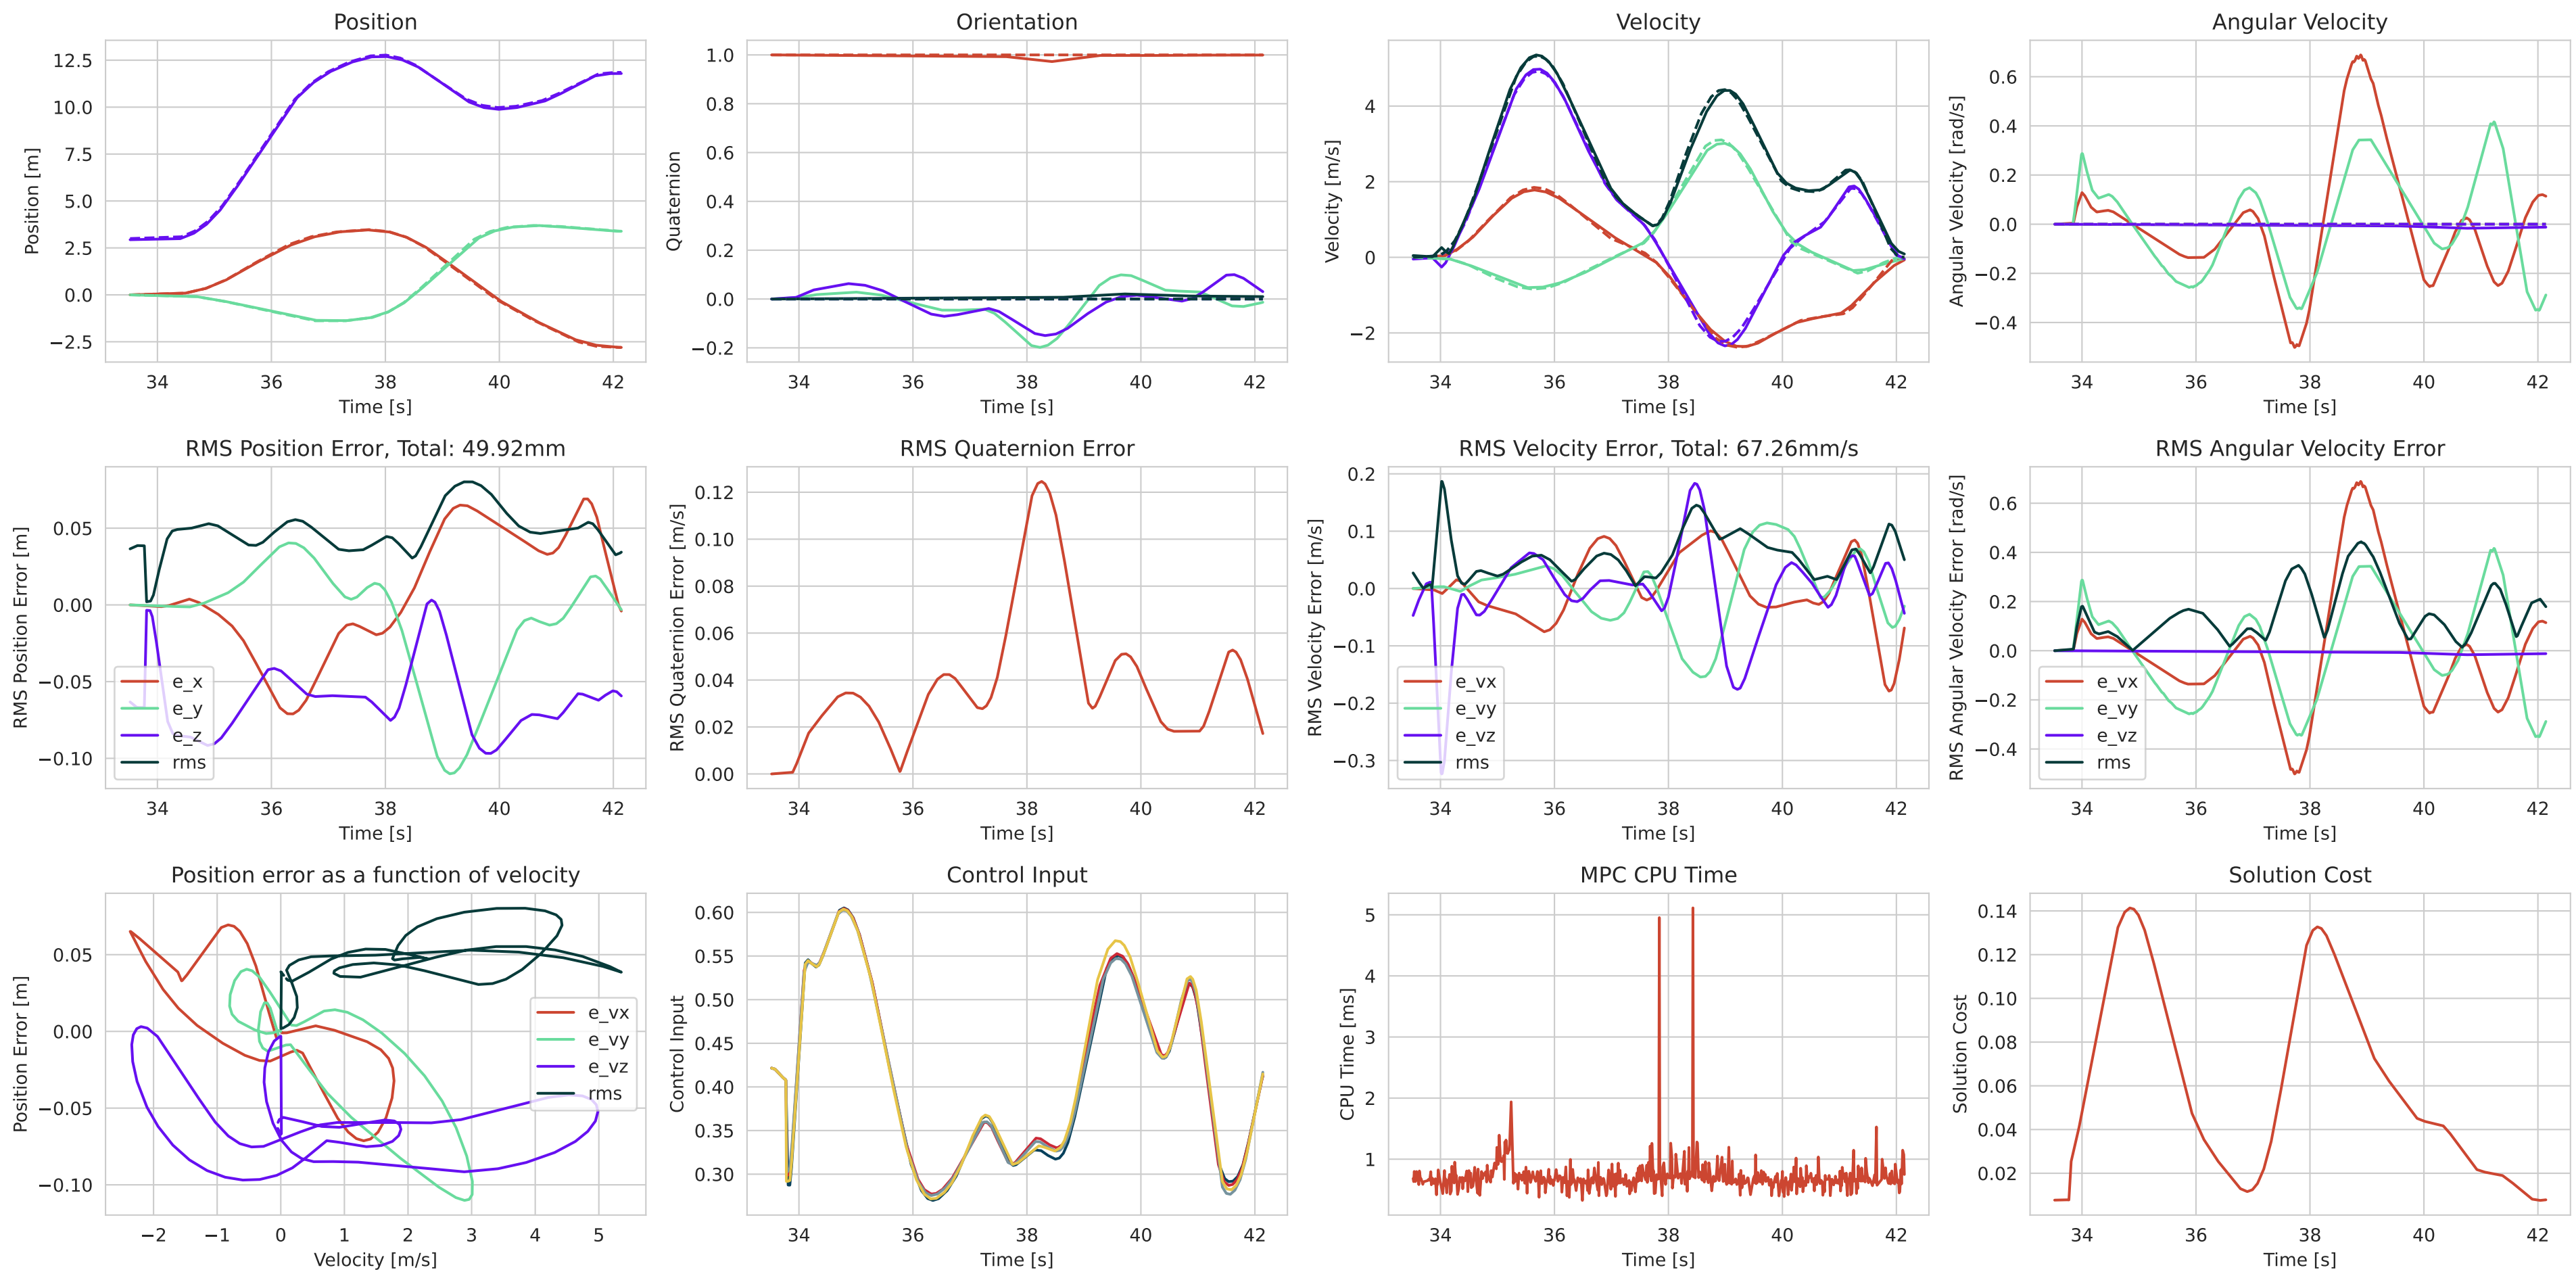 Position
Position [m]
12.5
10.0
7.5
5.0
2.5
0.0
−2.5
34 36 38 40 42
Time [s]
Orientation
Quaternion
1.0
0.8
0.6
0.4
0.2
0.0
−0.2
34 36 38 40 42
Time [s]
Velocity
Velocity [m/s]
4
2
0
−2
34 36 38 40 42
Time [s]
Angular Velocity
Angular Velocity [rad/s]
0.6
0.4
0.2
0.0
−0.2
−0.4
34 36 38 40 42
Time [s]
RMS Position Error, Total: 49.92mm
RMS Position Error [m]
0.05
0.00
−0.05
−0.10
e_x
e_y
e_z
rms
34 36 38 40 42
Time [s]
RMS Quaternion Error
RMS Quaternion Error [m/s]
0.12
0.10
0.08
0.06
0.04
0.02
0.00
34 36 38 40 42
Time [s]
RMS Velocity Error, Total: 67.26mm/s
RMS Velocity Error [m/s]
0.2
0.1
0.0
−0.1
−0.2
−0.3
e_vx
e_vy
e_vz
rms
34 36 38 40 42
Time [s]
RMS Angular Velocity Error
RMS Angular Velocity Error [rad/s]
0.6
0.4
0.2
0.0
−0.2
−0.4
e_vx
e_vy
e_vz
rms
34 36 38 40 42
Time [s]
Position error as a function of velocity
Position Error [m]
0.05
0.00
−0.05
−0.10
e_vx
e_vy
e_vz
rms
−2 −1 0 1 2 3 4 5
Velocity [m/s]
Control Input
Control Input
0.60
0.55
0.50
0.45
0.40
0.35
0.30
34 36 38 40 42
Time [s]
MPC CPU Time
CPU Time [ms]
5
4
3
2
1
34 36 38 40 42
Time [s]
Solution Cost
Solution Cost
0.14
0.12
0.10
0.08
0.06
0.04
0.02
34 36 38 40 42
Time [s]